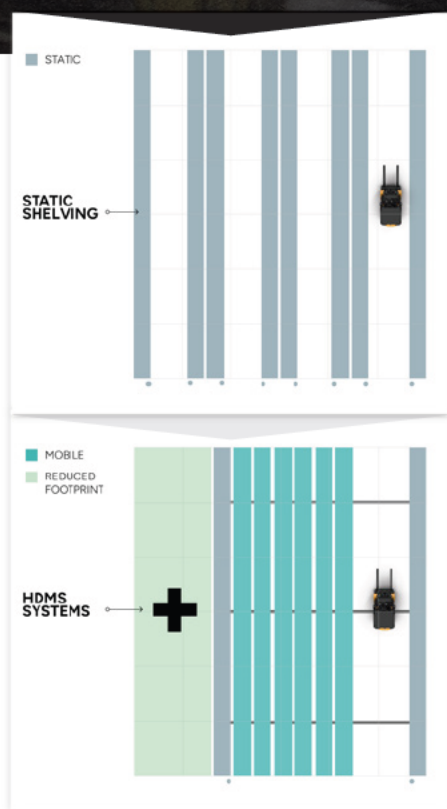 STATIC
STATIC
SHELVING
MOBILE
REDUCED
FOOTPRINT
HDMS
SYSTEMS